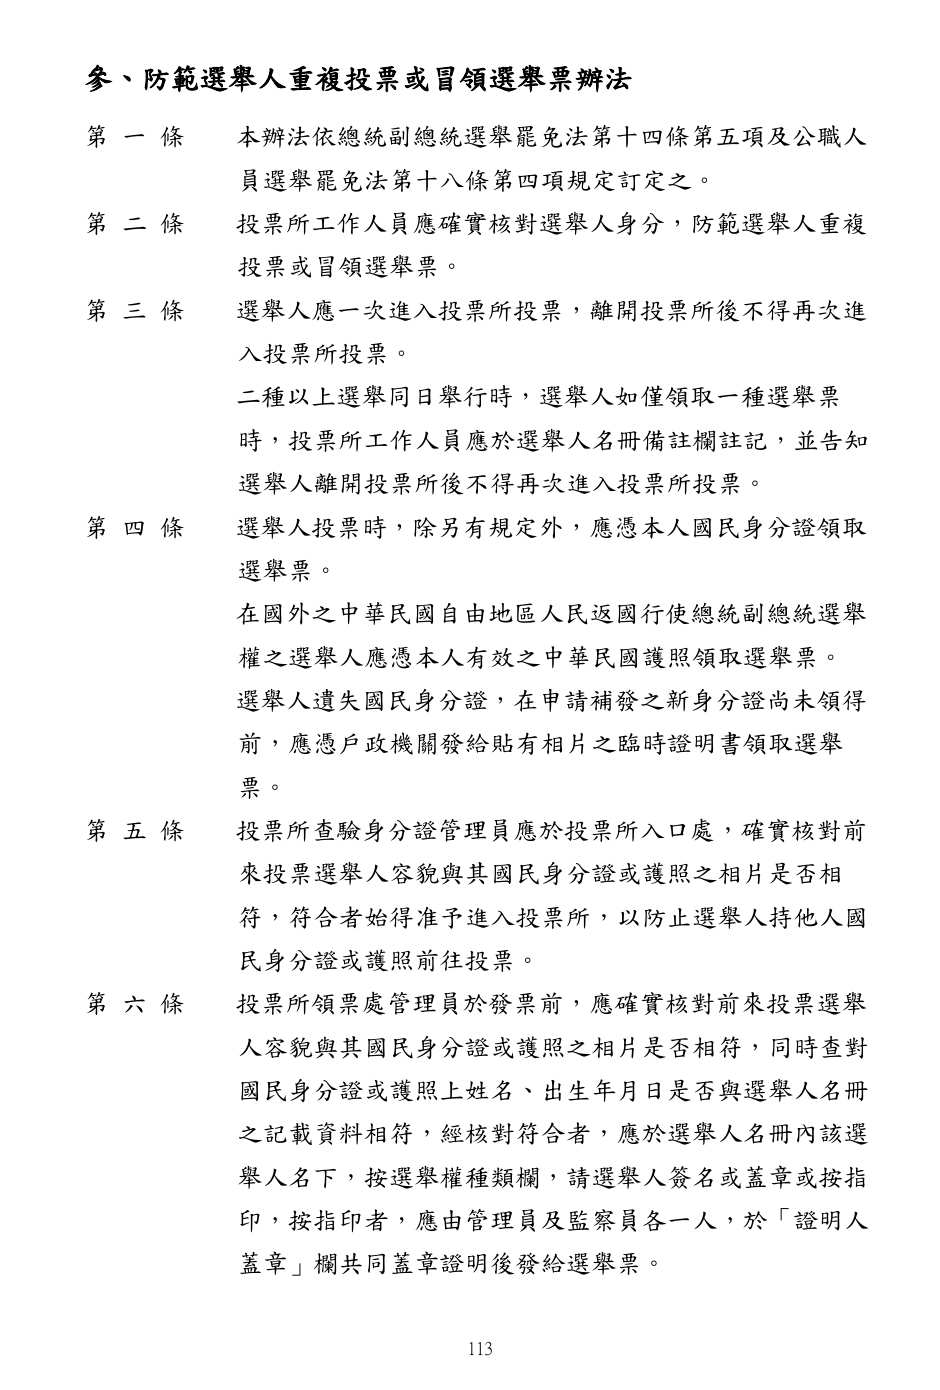 參、防範選舉人重複投票或冒領選舉票辦法
第一條 本辦法依總統副總統選舉罷免法第十四條第五項及公職人
員選舉罷免法第十八條第四項規定訂定之。
第二條 投票所工作人員應確實核對選舉人身分，防範選舉人重複
投票或冒領選舉票。
第三條 選舉人應一次進入投票所投票，離開投票所後不得再次進
入投票所投票。
二種以上選舉同日舉行時，選舉人如僅領取一種選舉票
時，投票所工作人員應於選舉人名冊備註欄註記，並告知
選舉人離開投票所後不得再次進入投票所投票。
第四條 選舉人投票時，除另有規定外，應憑本人國民身分證領取
選舉票。
在國外之中華民國自由地區人民返國行使總統副總統選舉
權之選舉人應憑本人有效之中華民國護照領取選舉票。
選舉人遺失國民身分證，在申請補發之新身分證尚未領得
前，應憑戶政機關發給貼有相片之臨時證明書領取選舉
票。
第五條 投票所查驗身分證管理員應於投票所入口處，確實核對前
來投票選舉人容貌與其國民身分證或護照之相片是否相
符，符合者始得准予進入投票所，以防止選舉人持他人國
民身分證或護照前往投票。
第六條 投票所領票處管理員於發票前，應確實核對前來投票選舉
人容貌與其國民身分證或護照之相片是否相符，同時查對
國民身分證或護照上姓名、出生年月日是否與選舉人名冊
之記載資料相符，經核對符合者，應於選舉人名冊內該選
舉人名下，按選舉權種類欄，請選舉人簽名或蓋章或按指
印，按指印者，應由管理員及監察員各一人，於「證明人
蓋章」欄共同蓋章證明後發給選舉票。
113